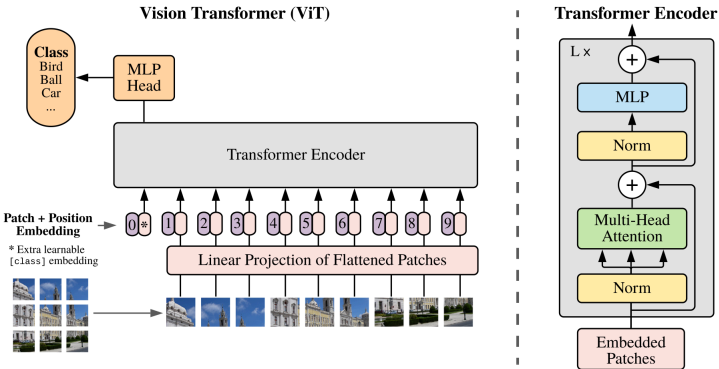 Vision Transformer (ViT)
Transformer Encoder
Class
Bird
Ball
Car
...
MLP
Head
Transformer Encoder
Patch + Position
Embedding
0 * 1 2 3 4 5 6 7 8 9
* Extra learnable
[class] embedding
Linear Projection of Flattened Patches
L ×
+
MLP
Norm
+
Multi-Head
Attention
Norm
Embedded
Patches